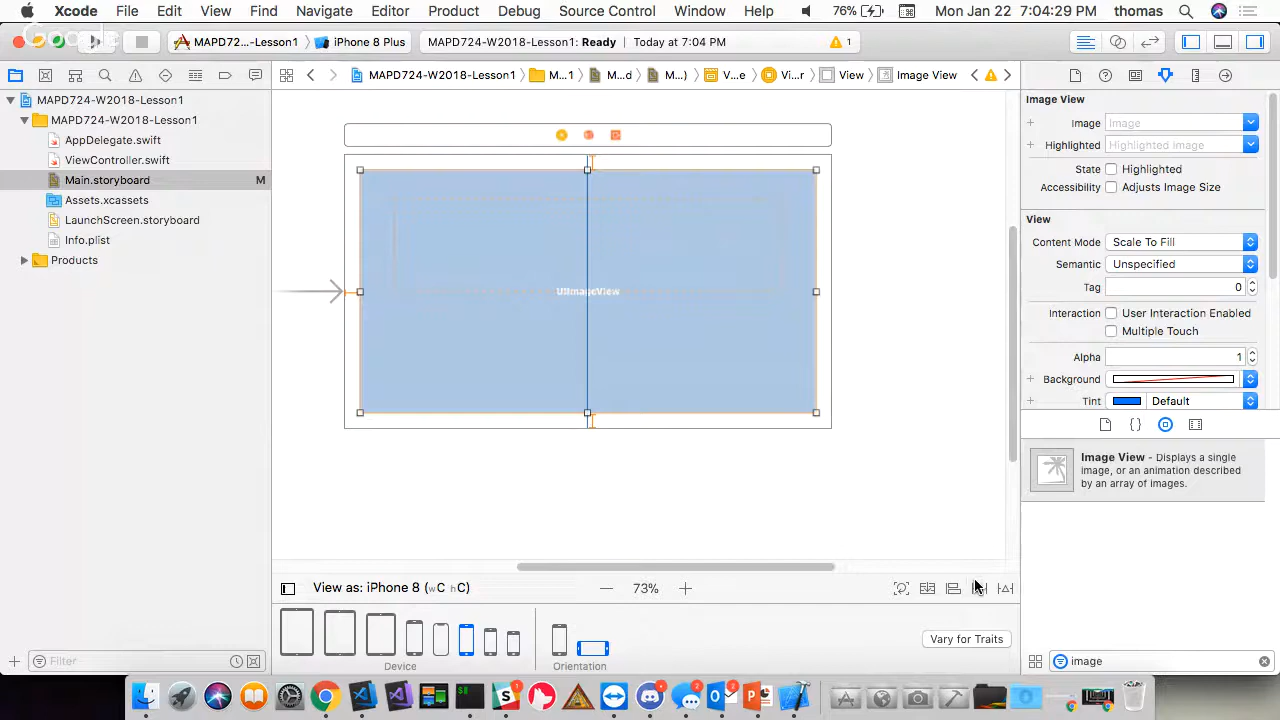 Xcode File Edit View Find Navigate Editor Product Debug Source Control Window Help 76% Mon Jan 22 7:04:29 PM thomas
Google
MAPD72...-Lesson1 iPhone 8 Plus MAPD724-W2018-Lesson1: Ready Today at 7:04 PM 1
MAPD724-W2018-Lesson1 M...1 M...d M...) V...e Vi...r View Image View
MAPD724-W2018-Lesson1
MAPD724-W2018-Lesson1
AppDelegate.swift
ViewController.swift
Main.storyboard M
Assets.xcassets
LaunchScreen.storyboard
Info.plist
Products
Filter
UIImageView
View as: iPhone 8 (wC hC) 73%
Device
Orientation
Vary for Traits
Image View
Image Image
Highlighted Highlighted Image
State Highlighted
Accessibility Adjusts Image Size
View
Content Mode Scale To Fill
Semantic Unspecified
Tag 0
Interaction User Interaction Enabled
Multiple Touch
Alpha 1
Background
Tint Default
Image View - Displays a single
image, or an animation described
by an array of images.
image